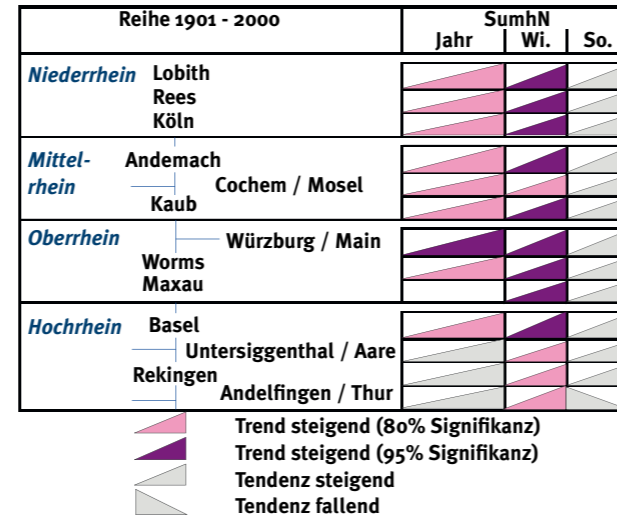 Reihe 1901 - 2000 SumhN
Jahr Wi. So.
Niederrhein Lobith
Rees
Köln
Mittel- Andemach
rhein Cochem / Mosel
Kaub
Oberrhein Würzburg / Main
Worms
Maxau
Hochrhein Basel
Untersiggenthal / Aare
Rekingen
Andelfingen / Thur
Trend steigend (80% Signifikanz)
Trend steigend (95% Signifikanz)
Tendenz steigend
Tendenz fallend